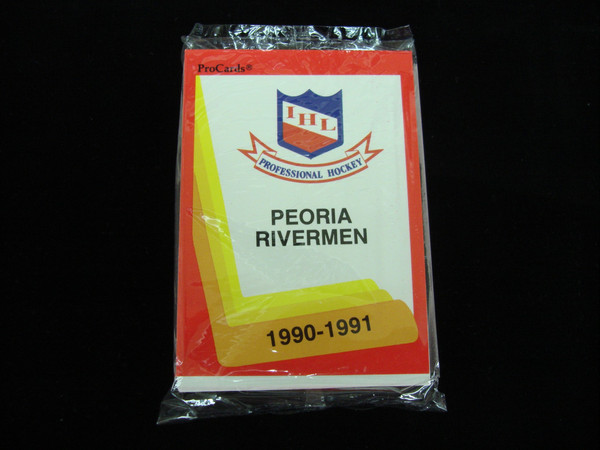 ProCards®
IHL
PROFESSIONAL HOCKEY
PEORIA
RIVERMEN
1990-1991